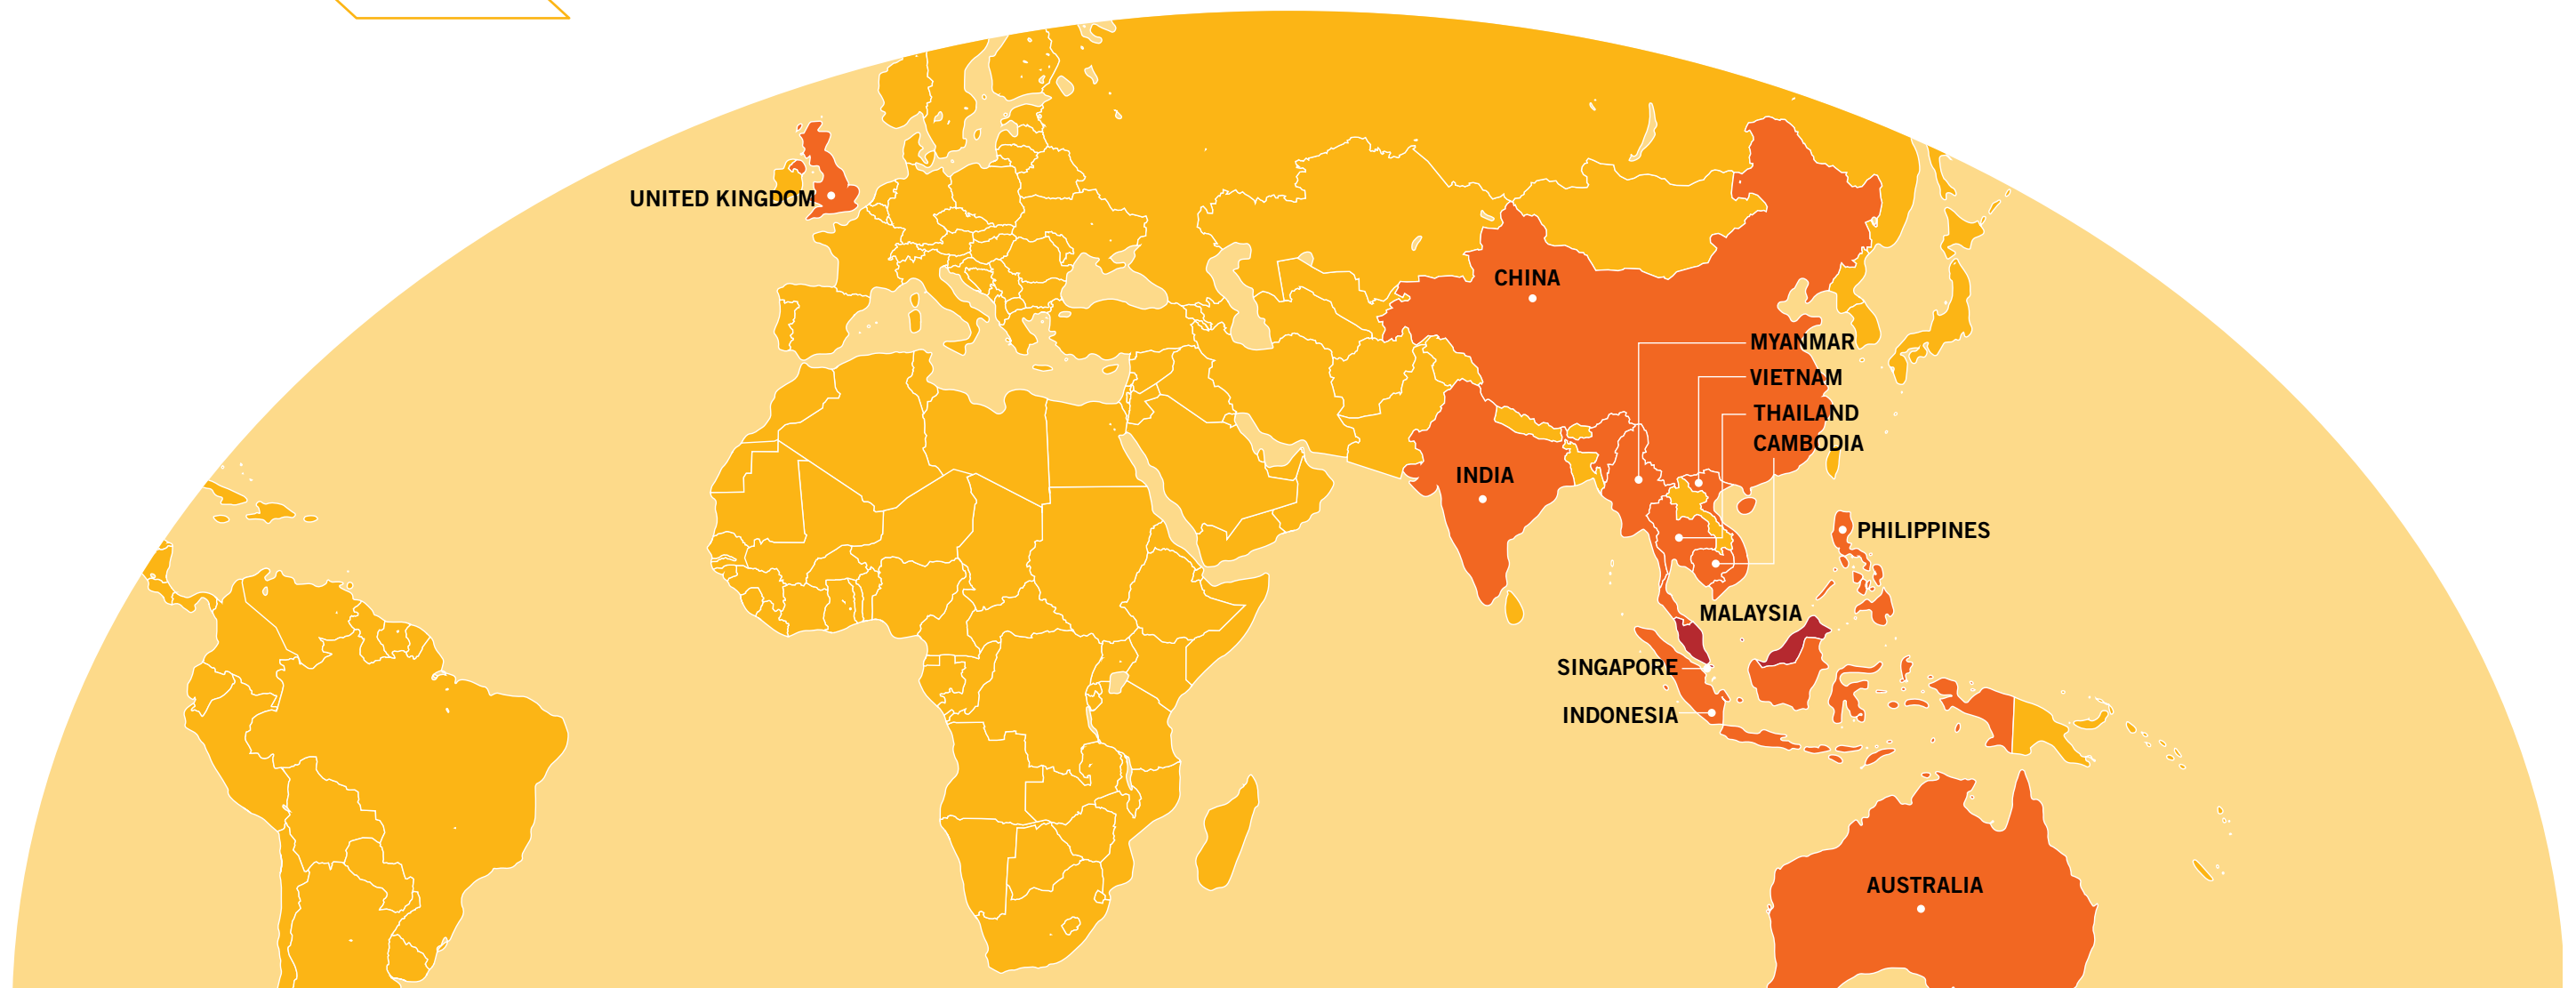 UNITED KINGDOM
CHINA
MYANMAR
VIETNAM
THAILAND
CAMBODIA
INDIA
PHILIPPINES
MALAYSIA
SINGAPORE
INDONESIA
AUSTRALIA